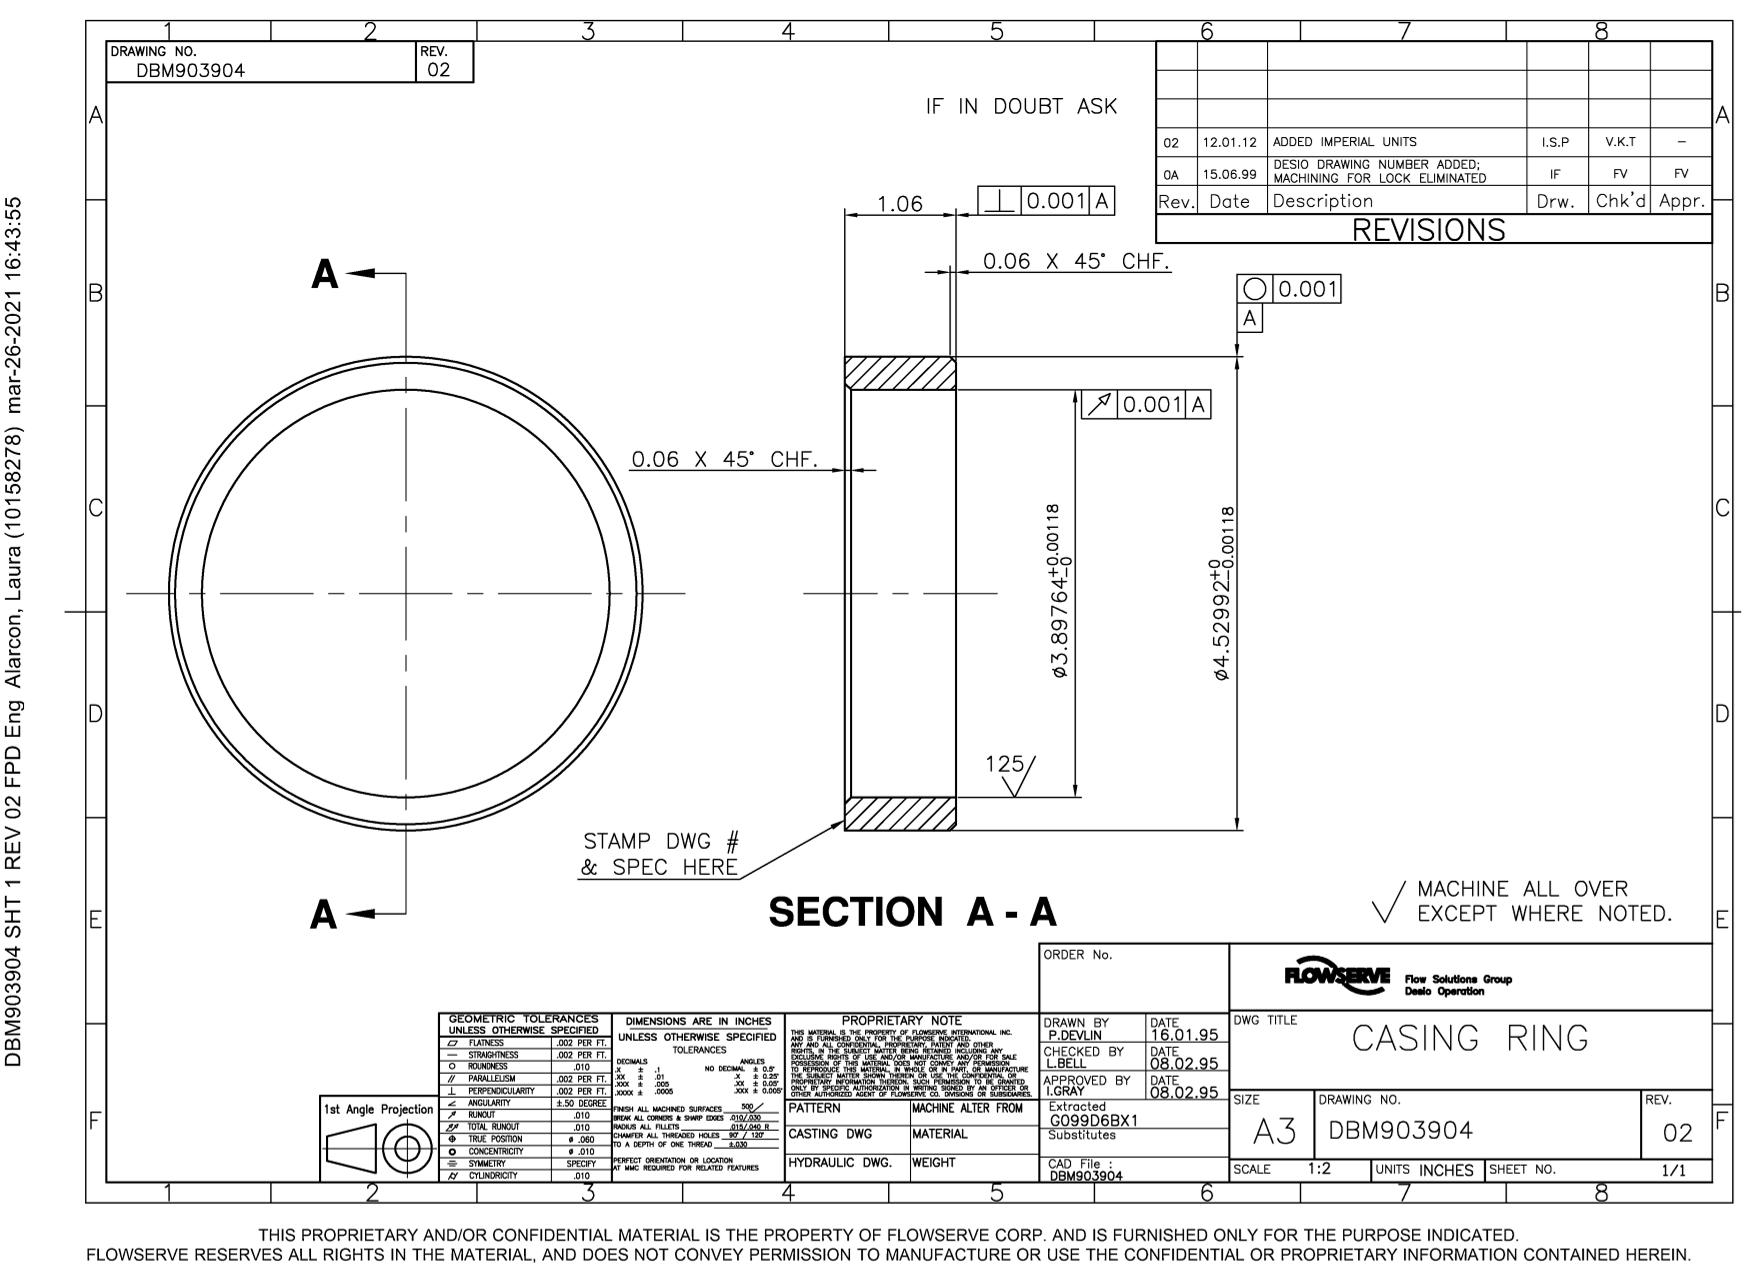 DBM903904 SHT 1 REV 02 FPD Eng Alarcon, Laura (10158278) mar-26-2021 16:43:55
1 2 3 4 5 6 7 8
A B C D E F
DRAWING NO.
DBM903904
REV.
02
IF IN DOUBT ASK
02 12.01.12 ADDED IMPERIAL UNITS I.S.P V.K.T –
0A 15.06.99 DESIO DRAWING NUMBER ADDED;
MACHINING FOR LOCK ELIMINATED IF FV FV
Rev. Date Description Drw. Chk'd Appr.
REVISIONS
1.06
⊥ 0.001 A
0.06 X 45° CHF.
○ 0.001
A
A
↗ 0.001 A
0.06 X 45° CHF.
ø3.89764 +0.00118 -0
ø4.52992 +0 -0.00118
125
STAMP DWG #
& SPEC HERE
A
SECTION A - A
MACHINE ALL OVER
EXCEPT WHERE NOTED.
1st Angle Projection
GEOMETRIC TOLERANCES
UNLESS OTHERWISE SPECIFIED
FLATNESS .002 PER FT.
STRAIGHTNESS .002 PER FT.
ROUNDNESS .010
PARALLELISM .002 PER FT.
PERPENDICULARITY .002 PER FT.
ANGULARITY ±.50 DEGREE
RUNOUT .010
TOTAL RUNOUT .010
TRUE POSITION ø .060
CONCENTRICITY ø .010
SYMMETRY SPECIFY
CYLINDRICITY .010
DIMENSIONS ARE IN INCHES
UNLESS OTHERWISE SPECIFIED
TOLERANCES
DECIMALS ANGLES
.X ± .1 NO DECIMAL ± 0.5°
.XX ± .01 .X ± 0.25°
.XXX ± .005 .XX ± 0.05°
.XXXX ± .0005 .XXX ± 0.005°
FINISH ALL MACHINED SURFACES 500
BREAK ALL CORNERS & SHARP EDGES .010/.030
RADIUS ALL FILLETS .015/.040 R
CHAMFER ALL THREADED HOLES 90° / 120°
TO A DEPTH OF ONE THREAD ±.030
PERFECT ORIENTATION OR LOCATION
AT MMC REQUIRED FOR RELATED FEATURES
PROPRIETARY NOTE
THIS MATERIAL IS THE PROPERTY OF FLOWSERVE INTERNATIONAL INC.
AND IS FURNISHED ONLY FOR THE PURPOSE INDICATED.
ANY AND ALL CONFIDENTIAL, PROPRIETARY, PATENT AND OTHER
RIGHTS, IN THE SUBJECT MATTER BEING RETAINED INCLUDING ANY
EXCLUSIVE RIGHTS OF USE AND/OR MANUFACTURE AND/OR FOR SALE
POSSESSION OF THIS MATERIAL DOES NOT CONVEY ANY PERMISSION
TO REPRODUCE THIS MATERIAL, IN WHOLE OR IN PART, OR MANUFACTURE
THE SUBJECT MATTER SHOWN THEREIN OR USE THE CONFIDENTIAL OR
PROPRIETARY INFORMATION THEREON. SUCH PERMISSION TO BE GRANTED
ONLY BY SPECIFIC AUTHORIZATION IN WRITING SIGNED BY AN OFFICER OR
OTHER AUTHORIZED AGENT OF FLOWSERVE CO. DIVISIONS OR SUBSIDIARIES.
PATTERN MACHINE ALTER FROM
CASTING DWG MATERIAL
HYDRAULIC DWG. WEIGHT
ORDER No.
DRAWN BY
P.DEVLIN
DATE
16.01.95
CHECKED BY
L.BELL
DATE
08.02.95
APPROVED BY
I.GRAY
DATE
08.02.95
Extracted
G099D6BX1
Substitutes
CAD File :
DBM903904
FLOWSERVE
Flow Solutions Group
Desio Operation
DWG TITLE
CASING RING
SIZE
A3
DRAWING NO.
DBM903904
REV.
02
SCALE 1:2 UNITS INCHES SHEET NO. 1/1
A B C D E F
1 2 3 4 5 6 7 8
THIS PROPRIETARY AND/OR CONFIDENTIAL MATERIAL IS THE PROPERTY OF FLOWSERVE CORP. AND IS FURNISHED ONLY FOR THE PURPOSE INDICATED.
FLOWSERVE RESERVES ALL RIGHTS IN THE MATERIAL, AND DOES NOT CONVEY PERMISSION TO MANUFACTURE OR USE THE CONFIDENTIAL OR PROPRIETARY INFORMATION CONTAINED HEREIN.